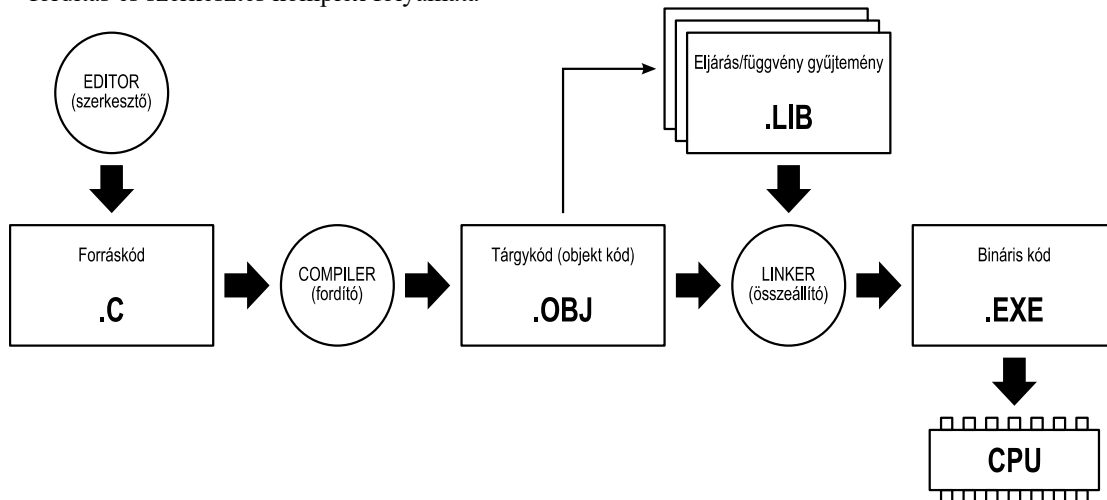 Eljárás/függvény gyűjtemény
.LIB
EDITOR
(szerkesztő)
Forráskód
.C
COMPILER
(fordító)
Tárgykód (objekt kód)
.OBJ
LINKER
(összeállító)
Bináris kód
.EXE
CPU